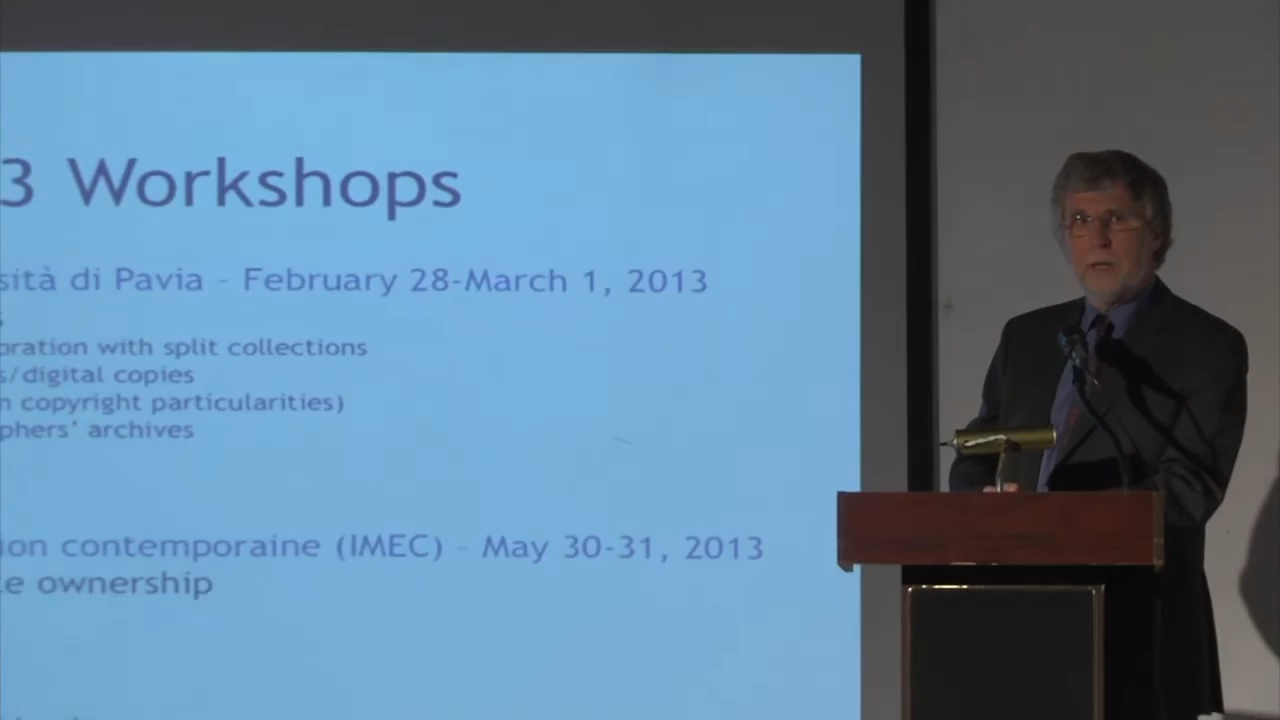 3 Workshops
sità di Pavia - February 28-March 1, 2013
oration with split collections
s/digital copies
n copyright particularities)
phers' archives
ion contemporaine (IMEC) - May 30-31, 2013
te ownership